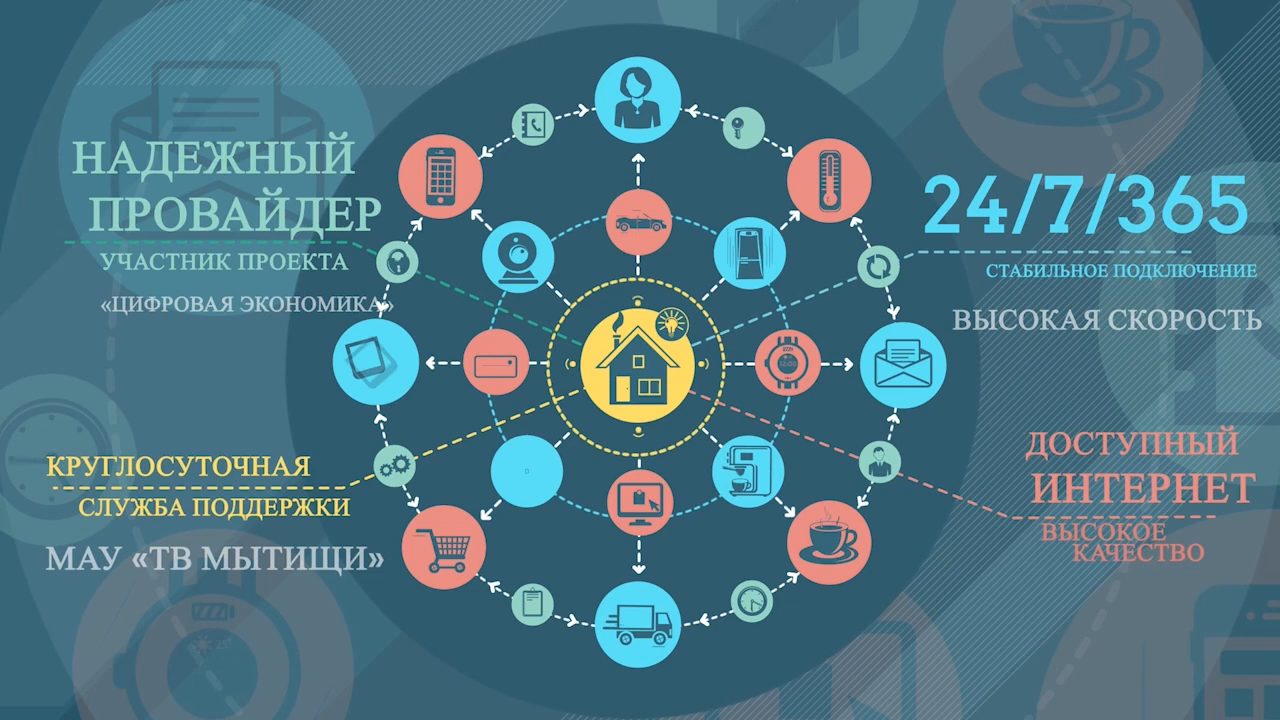 НАДЕЖНЫЙ
ПРОВАЙДЕР
УЧАСТНИК ПРОЕКТА
«ЦИФРОВАЯ ЭКОНОМИКА»
КРУГЛОСУТОЧНАЯ
СЛУЖБА ПОДДЕРЖКИ
МАУ «ТВ МЫТИЩИ»
24/7/365
СТАБИЛЬНОЕ ПОДКЛЮЧЕНИЕ
ВЫСОКАЯ СКОРОСТЬ
ДОСТУПНЫЙ
ИНТЕРНЕТ
ВЫСОКОЕ
КАЧЕСТВО